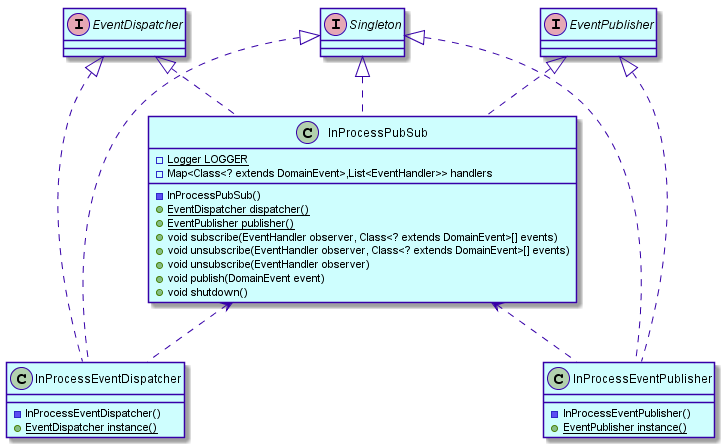 I EventDispatcher
I Singleton
I EventPublisher
C InProcessPubSub
Logger LOGGER
Map<Class<? extends DomainEvent>,List<EventHandler>> handlers
InProcessPubSub()
EventDispatcher dispatcher()
EventPublisher publisher()
void subscribe(EventHandler observer, Class<? extends DomainEvent>[] events)
void unsubscribe(EventHandler observer, Class<? extends DomainEvent>[] events)
void unsubscribe(EventHandler observer)
void publish(DomainEvent event)
void shutdown()
C InProcessEventDispatcher
InProcessEventDispatcher()
EventDispatcher instance()
C InProcessEventPublisher
InProcessEventPublisher()
EventPublisher instance()